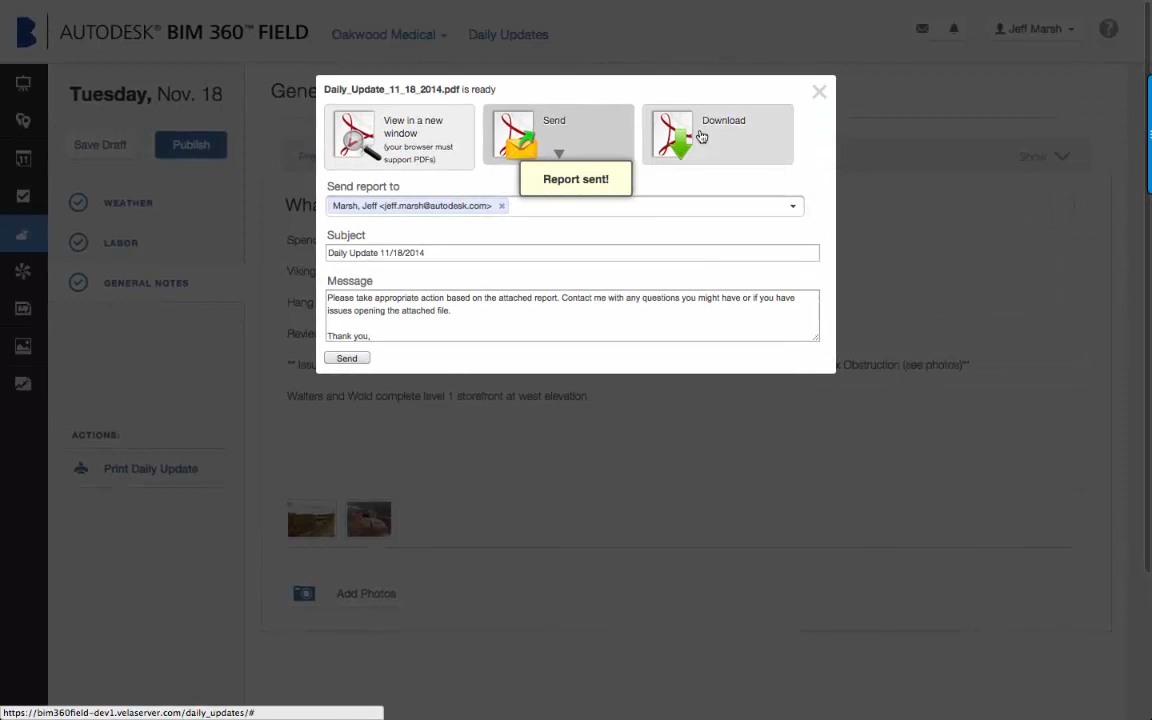 AUTODESK® BIM 360™ FIELD
Oakwood Medical
Daily Updates
Jeff Marsh
?
Tuesday, Nov. 18
Save Draft
Publish
WEATHER
LABOR
GENERAL NOTES
ACTIONS:
Print Daily Update
Gene
Show
Daily_Update_11_18_2014.pdf is ready
View in a new
window
(your browser must
support PDFs)
Send
Download
Report sent!
Send report to
Marsh, Jeff <jeff.marsh@autodesk.com> ×
Subject
Daily Update 11/18/2014
Message
Please take appropriate action based on the attached report. Contact me with any questions you might have or if you have
issues opening the attached file.
Thank you,
Send
Spend
Viking
Hang
Review
Obstruction (see photos)**
Walters and Wold complete level 1 storefront at west elevation
Add Photos
https://bim360field-dev1.velaserver.com/daily_updates/#